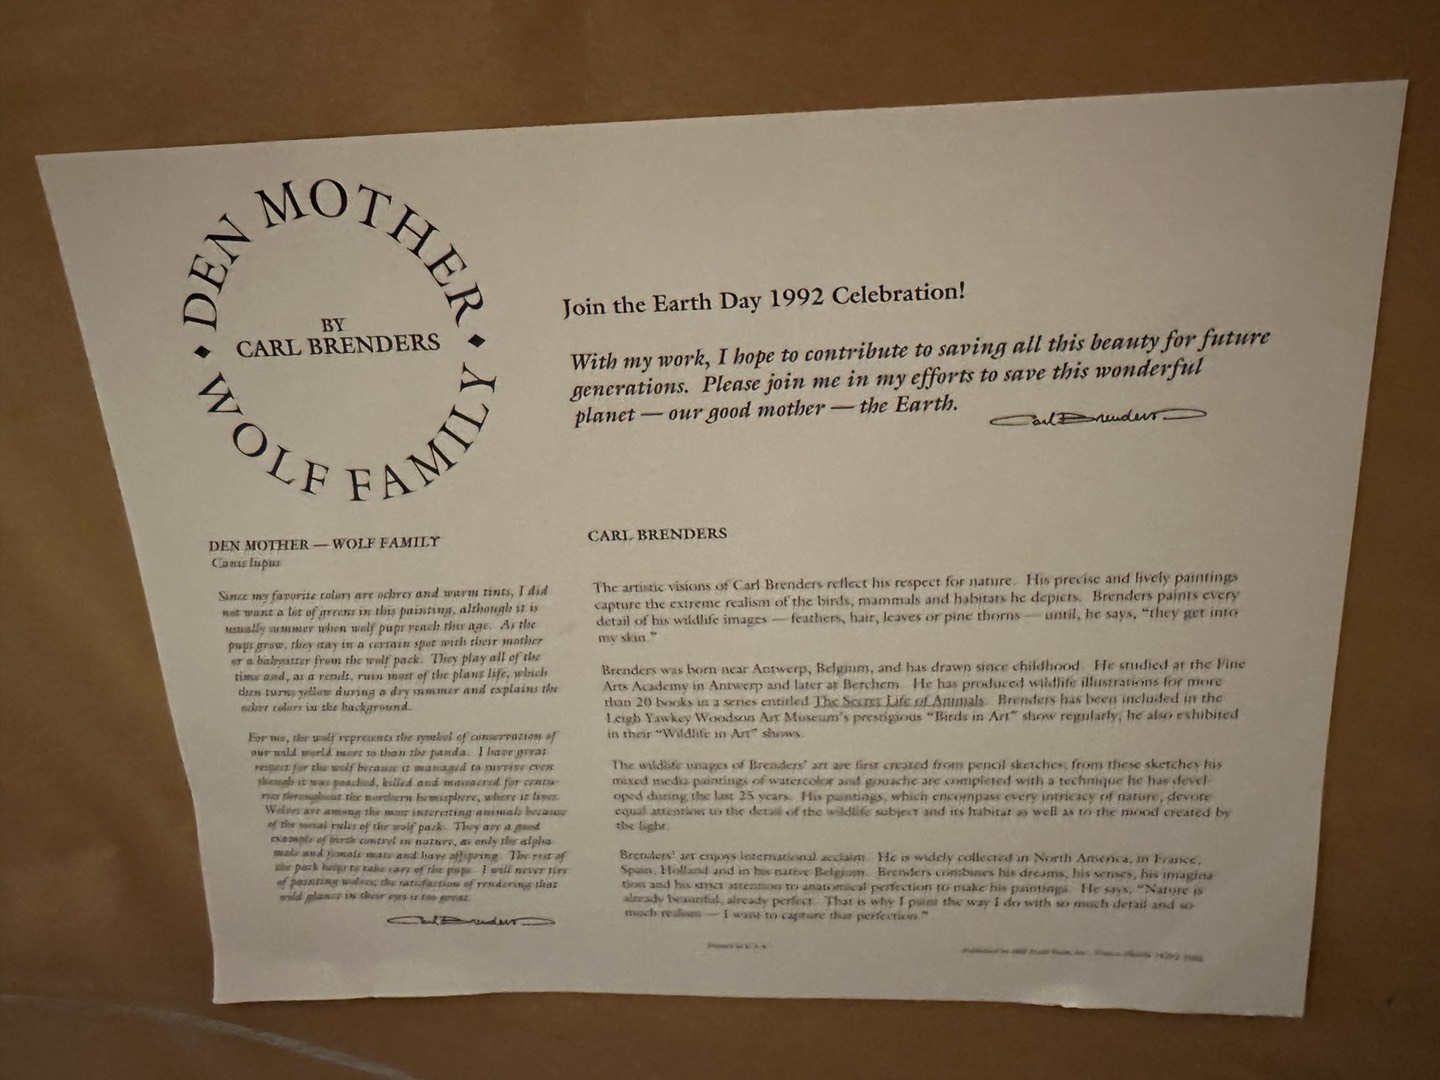 DEN MOTHER
BY
CARL BRENDERS
WOLF FAMILY
Join the Earth Day 1992 Celebration!
With my work, I hope to contribute to saving all this beauty for future
generations. Please join me in my efforts to save this wonderful
planet — our good mother — the Earth.
Carl Brenders
DEN MOTHER — WOLF FAMILY
Canis lupus
Since my favorite colors are ochres and warm tints, I did
not want a lot of greens in this painting, although it is
usually summer when wolf pups reach this age. As the
pups grow, they stay in a certain spot with their mother
or a babysitter from the wolf pack. They play all of the
time and, as a result, ruin most of the plant life, which
then turns yellow during a dry summer and explains the
ochre colors in the background.
For me, the wolf represents the symbol of conservation of
our wild world more so than the panda. I have great
respect for the wolf because it managed to survive even
though it was poached, killed and massacred for centu-
ries throughout the northern hemisphere, where it lives.
Wolves are among the most interesting animals because
of the social rules of the wolf pack. They are a good
example of birth control in nature, as only the alpha
male and female mate and have offspring. The rest of
the pack helps to take care of the pups. I will never tire
of painting wolves; the satisfaction of rendering that
wild glance in their eyes is too great.
Carl Brenders
CARL BRENDERS
The artistic visions of Carl Brenders reflect his respect for nature. His precise and lively paintings
capture the extreme realism of the birds, mammals and habitats he depicts. Brenders paints every
detail of his wildlife images — feathers, hair, leaves or pine thorns — until, he says, "they get into
my skin."
Brenders was born near Antwerp, Belgium, and has drawn since childhood. He studied at the Fine
Arts Academy in Antwerp and later at Berchem. He has produced wildlife illustrations for more
than 20 books in a series entitled The Secret Life of Animals. Brenders has been included in the
Leigh Yawkey Woodson Art Museum's prestigious "Birds in Art" show regularly; he also exhibited
in their "Wildlife in Art" shows.
The wildlife images of Brenders' art are first created from pencil sketches; from these sketches his
mixed media paintings of watercolor and gouache are completed with a technique he has devel-
oped during the last 25 years. His paintings, which encompass every intricacy of nature, devote
equal attention to the detail of the wildlife subject and its habitat as well as to the mood created by
the light.
Brenders' art enjoys international acclaim. He is widely collected in North America, in France,
Spain, Holland and in his native Belgium. Brenders combines his dreams, his senses, his imagina-
tion and his strict attention to anatomical perfection to make his paintings. He says, "Nature is
already beautiful, already perfect. That is why I paint the way I do with so much detail and so
much realism — I want to capture that perfection."
Printed in U.S.A.